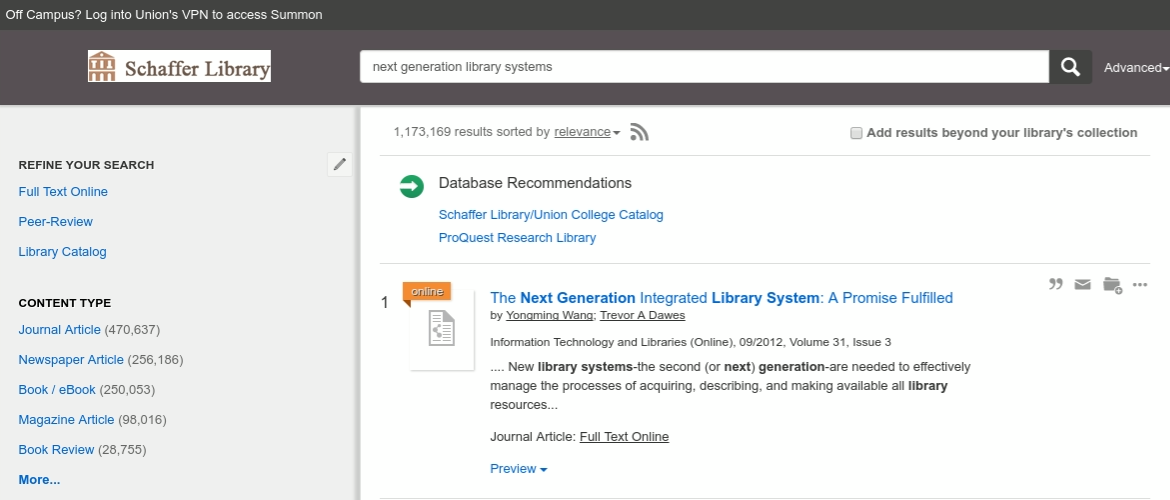 Off Campus? Log into Union's VPN to access Summon
Schaffer Library
next generation library systems
Advanced
1,173,169 results sorted by relevance
Add results beyond your library's collection
REFINE YOUR SEARCH
Full Text Online
Peer-Review
Library Catalog
CONTENT TYPE
Journal Article (470,637)
Newspaper Article (256,186)
Book / eBook (250,053)
Magazine Article (98,016)
Book Review (28,755)
More...
Database Recommendations
Schaffer Library/Union College Catalog
ProQuest Research Library
1
online
The Next Generation Integrated Library System: A Promise Fulfilled
by Yongming Wang; Trevor A Dawes
Information Technology and Libraries (Online), 09/2012, Volume 31, Issue 3
.... New library systems-the second (or next) generation-are needed to effectively
manage the processes of acquiring, describing, and making available all library
resources...
Journal Article: Full Text Online
Preview